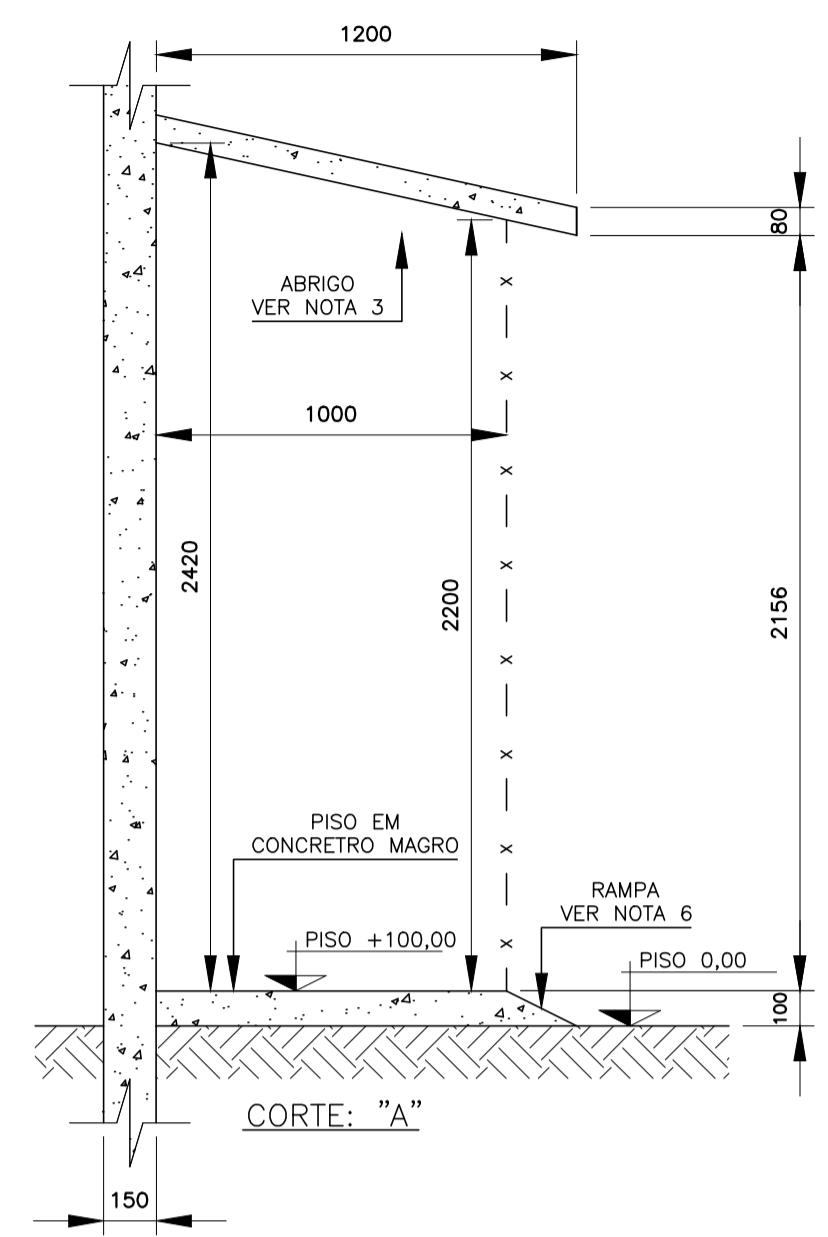 1200
80
ABRIGO
VER NOTA 3
1000
2420
2200
2156
PISO EM
CONCRETRO MAGRO
RAMPA
VER NOTA 6
PISO +100,00
PISO 0,00
100
CORTE: "A"
150